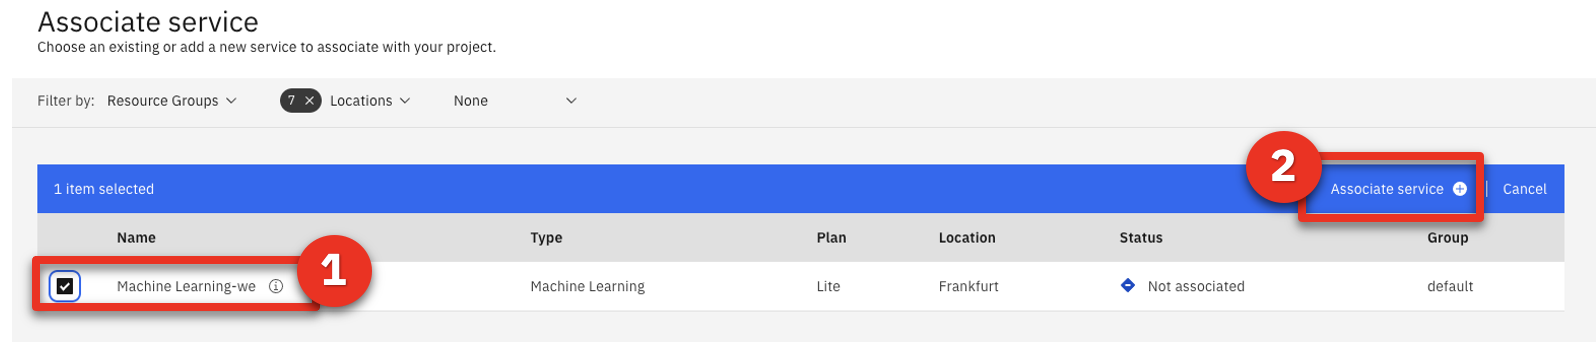 Associate service
Choose an existing or add a new service to associate with your project.
Filter by: Resource Groups 7 Locations None
1 item selected 2 Associate service Cancel
Name Type Plan Location Status Group
Machine Learning-we 1 Machine Learning Lite Frankfurt Not associated default